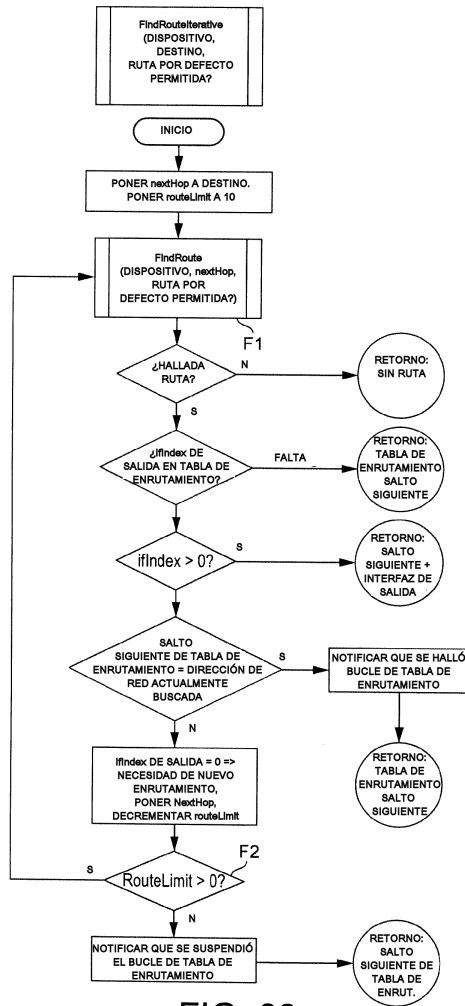 FindRouteIterative
(DISPOSITIVO,
DESTINO,
RUTA POR DEFECTO
PERMITIDA?
INICIO
PONER nextHop A DESTINO.
PONER routeLimit A 10
FindRoute
(DISPOSITIVO, nextHop,
RUTA POR
DEFECTO PERMITIDA?)
F1
¿HALLADA
RUTA?
N
RETORNO:
SIN RUTA
S
¿ifIndex DE
SALIDA EN TABLA DE
ENRUTAMIENTO?
FALTA
RETORNO:
TABLA DE
ENRUTAMIENTO
SALTO
SIGUIENTE
ifIndex > 0?
S
RETORNO:
SALTO
SIGUIENTE +
INTERFAZ DE
SALIDA
SALTO
SIGUIENTE DE TABLA DE
ENRUTAMIENTO = DIRECCIÓN DE
RED ACTUALMENTE
BUSCADA
S
NOTIFICAR QUE SE HALLÓ
BUCLE DE TABLA DE
ENRUTAMIENTO
N
RETORNO:
TABLA DE
ENRUTAMIENTO
SALTO
SIGUIENTE
ifIndex DE SALIDA = 0 =>
NECESIDAD DE NUEVO
ENRUTAMIENTO,
PONER NextHop,
DECREMENTAR routeLimit
F2
S
RouteLimit > 0?
N
NOTIFICAR QUE SE SUSPENDIÓ
EL BUCLE DE TABLA DE
ENRUTAMIENTO
RETORNO:
SALTO
SIGUIENTE DE
TABLA DE
ENRUT.